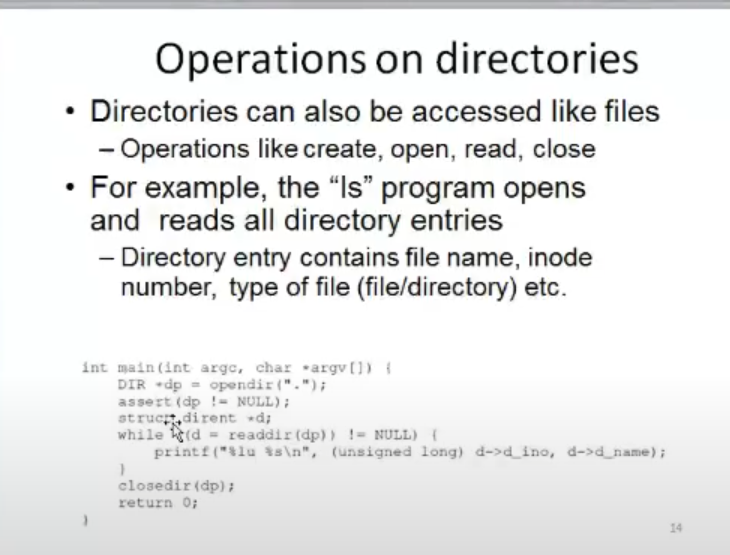 Operations on directories
• Directories can also be accessed like files
– Operations like create, open, read, close
• For example, the “ls” program opens
and reads all directory entries
– Directory entry contains file name, inode
number, type of file (file/directory) etc.
int main(int argc, char *argv[]) {
DIR *dp = opendir(".");
assert(dp != NULL);
struct dirent *d;
while ((d = readdir(dp)) != NULL) {
printf("%lu %s\n", (unsigned long) d->d_ino, d->d_name);
}
closedir(dp);
return 0;
}
14